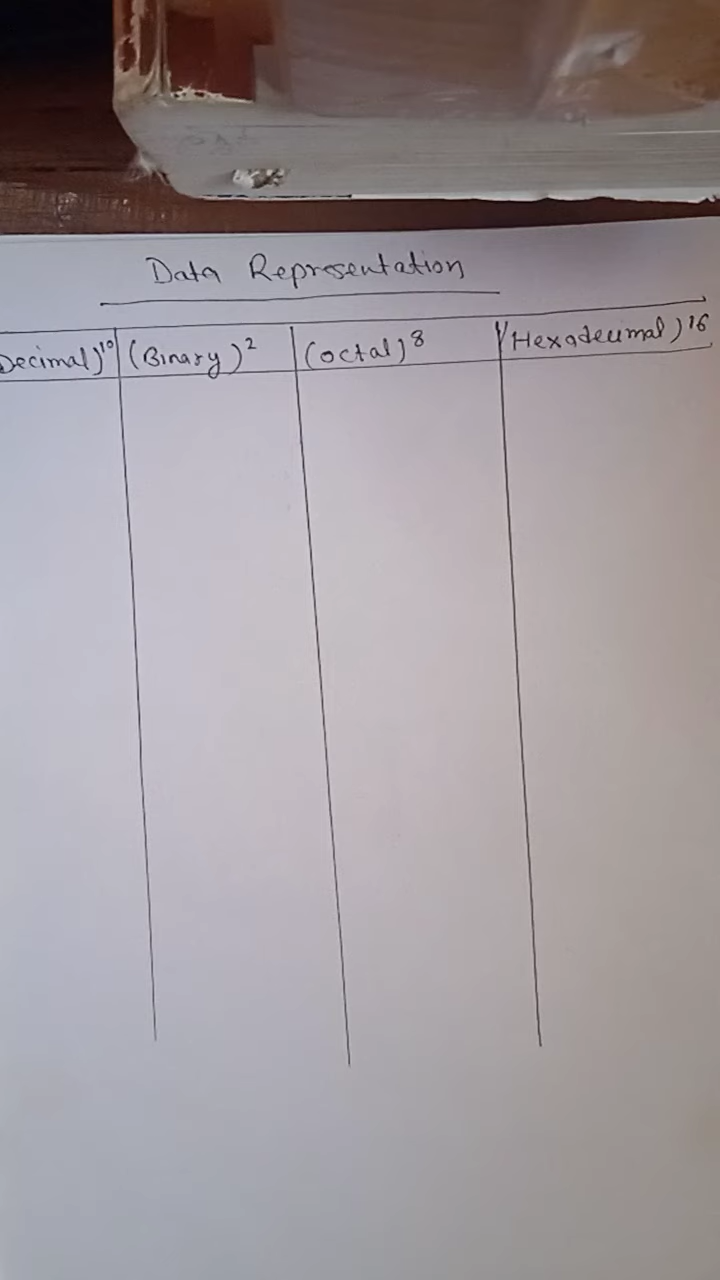 Data Representation
Decimal)¹⁰ (Binary)² (octal)⁸ (Hexadecimal)¹⁶